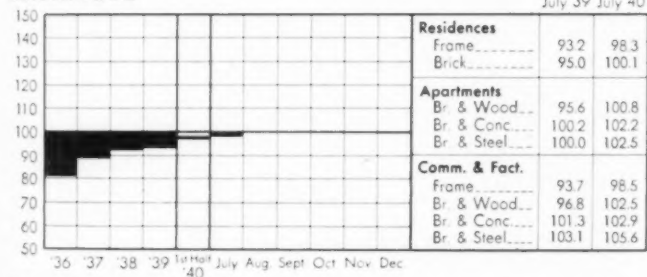 July '39 July '40
150
140
130
120
110
100
90
80
70
60
50
'36 '37 '38 '39 1st Half '40 July Aug. Sept. Oct. Nov. Dec.
Residences
Frame 93.2 98.3
Brick 95.0 100.1
Apartments
Br. & Wood 95.6 100.8
Br. & Conc. 100.2 102.2
Br. & Steel 100.0 102.5
Comm. & Fact.
Frame 93.7 98.5
Br. & Wood 96.8 102.5
Br. & Conc. 101.3 102.9
Br. & Steel 103.1 105.6